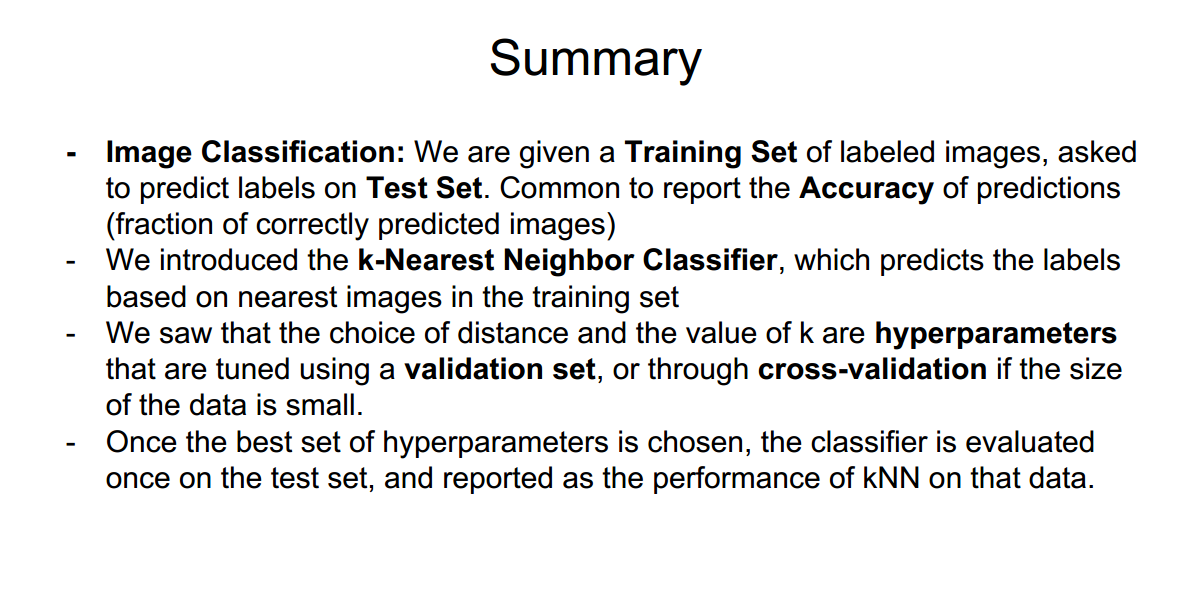 Summary
- Image Classification: We are given a Training Set of labeled images, asked
to predict labels on Test Set. Common to report the Accuracy of predictions
(fraction of correctly predicted images)
- We introduced the k-Nearest Neighbor Classifier, which predicts the labels
based on nearest images in the training set
- We saw that the choice of distance and the value of k are hyperparameters
that are tuned using a validation set, or through cross-validation if the size
of the data is small.
- Once the best set of hyperparameters is chosen, the classifier is evaluated
once on the test set, and reported as the performance of kNN on that data.